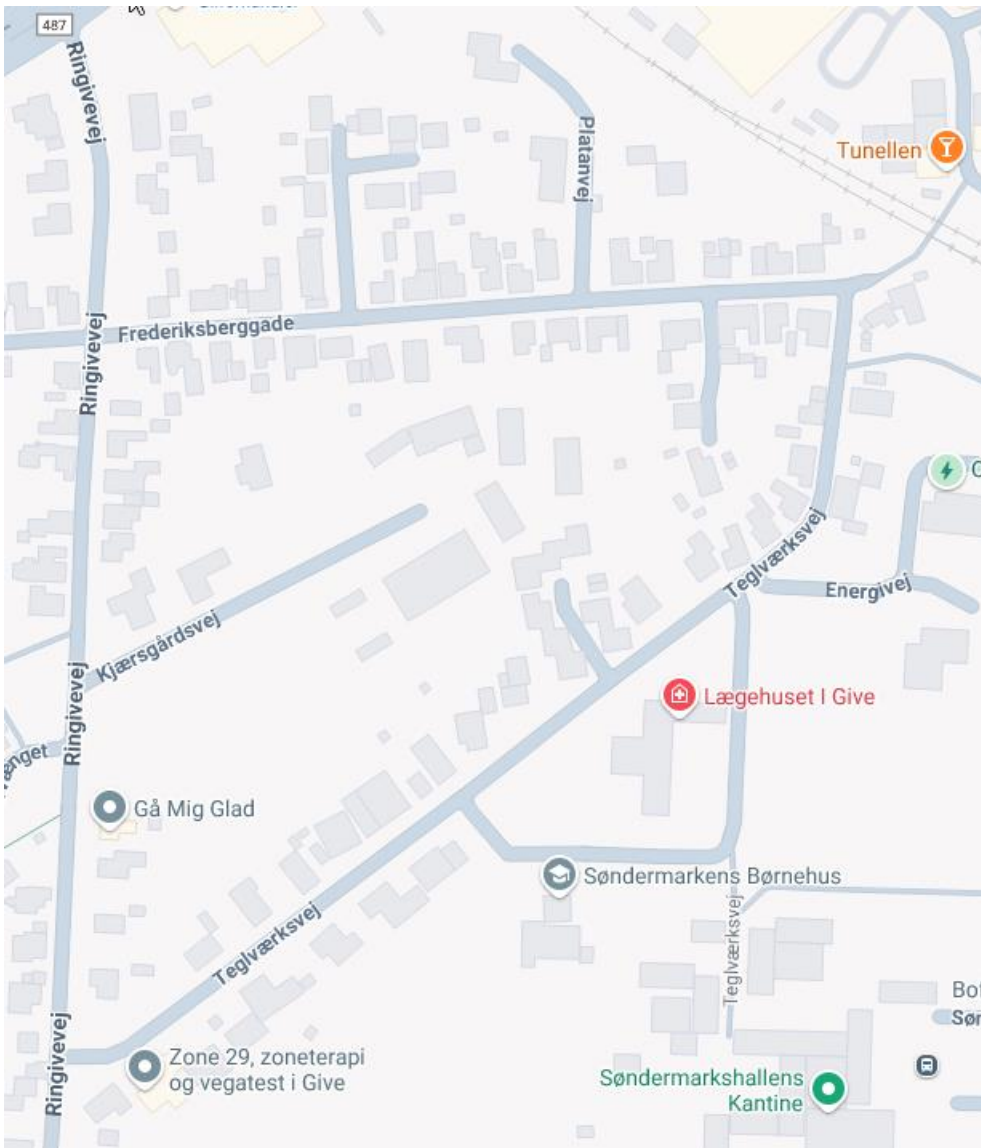 487
Ringivevej
Platanvej
Tunellen
Frederiksberggade
Ringivevej
Teglværksvej
Energivej
Kjærsgårdsvej
Lægehuset I Give
Ringivevej
Gå Mig Glad
Søndermarkens Børnehus
Teglværksvej
Teglværksvej
Zone 29, zoneterapi
og vegatest i Give
Søndermarkshallens
Kantine
Ringivevej